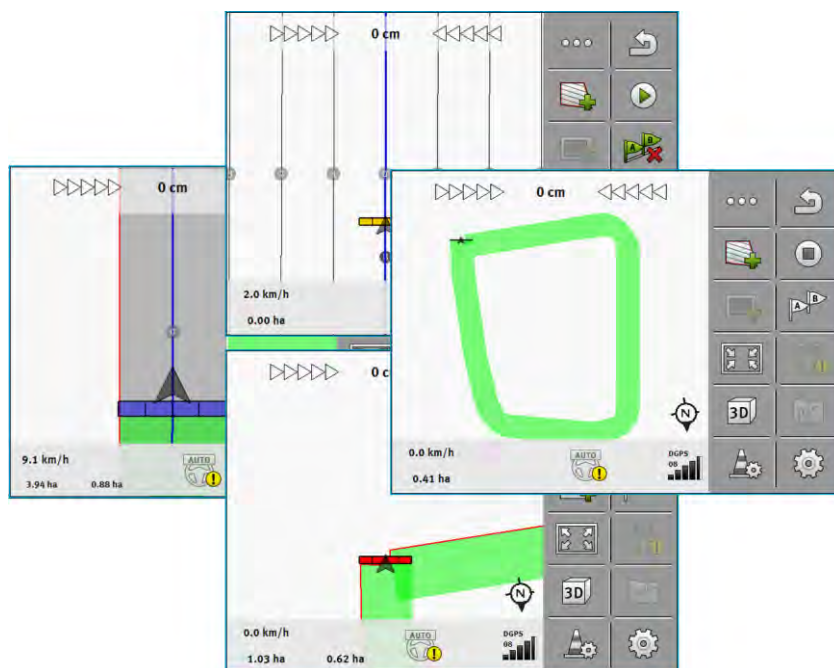 0 cm
A B
2.0 km/h
0.00 ha
0 cm
9.1 km/h
3.94 ha 0.88 ha
AUTO
0 cm
A B
3D
N
0.0 km/h
0.41 ha
AUTO
DGPS
08
0 c
3D
N
0.0 km/h
1.03 ha 0.62 ha
AUTO
DGPS
08